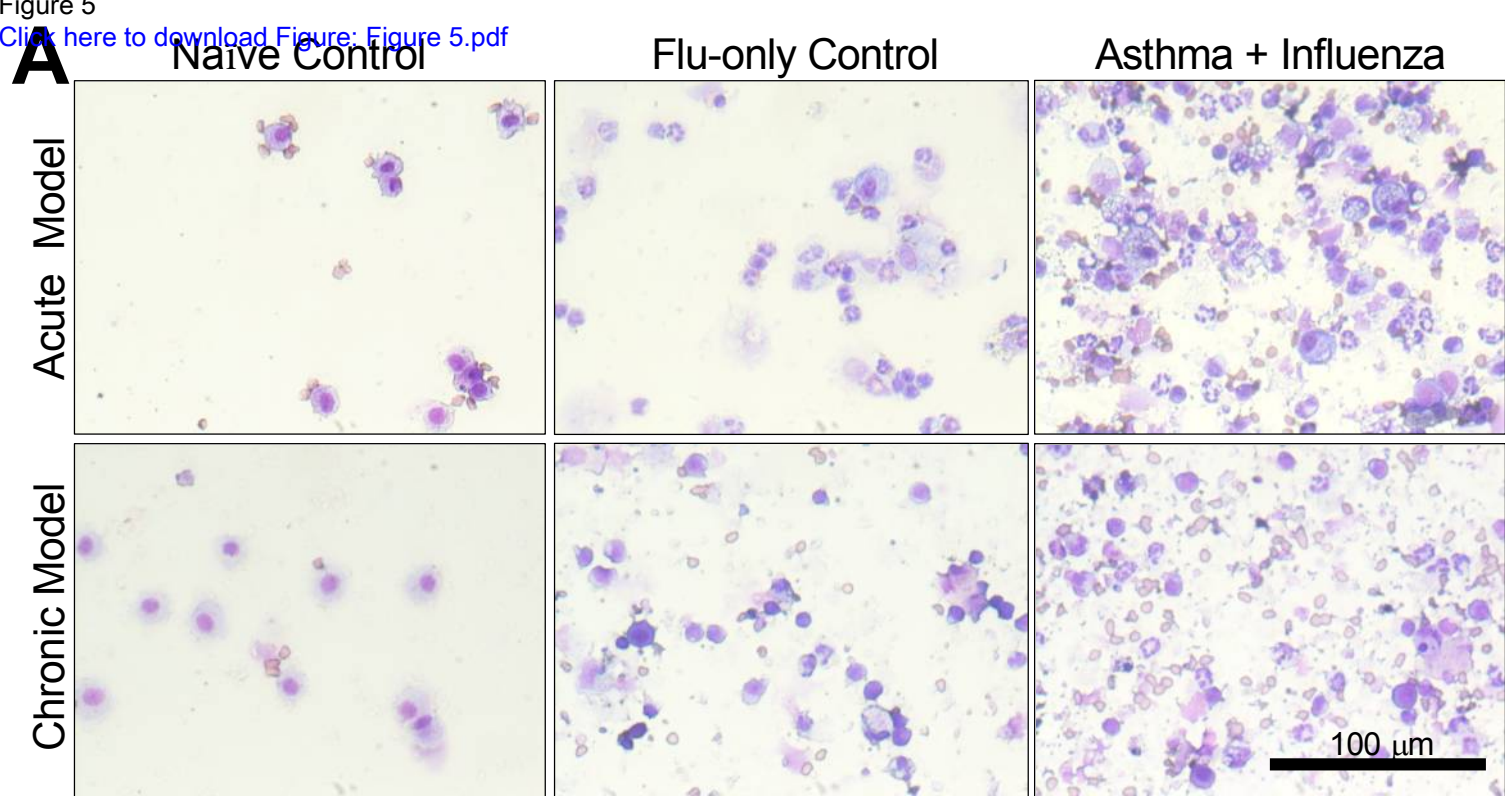 Figure 5
Click here to download Figure: Figure 5.pdf
A
Naïve Control
Flu-only Control
Asthma + Influenza
Acute Model
Chronic Model
100 μm